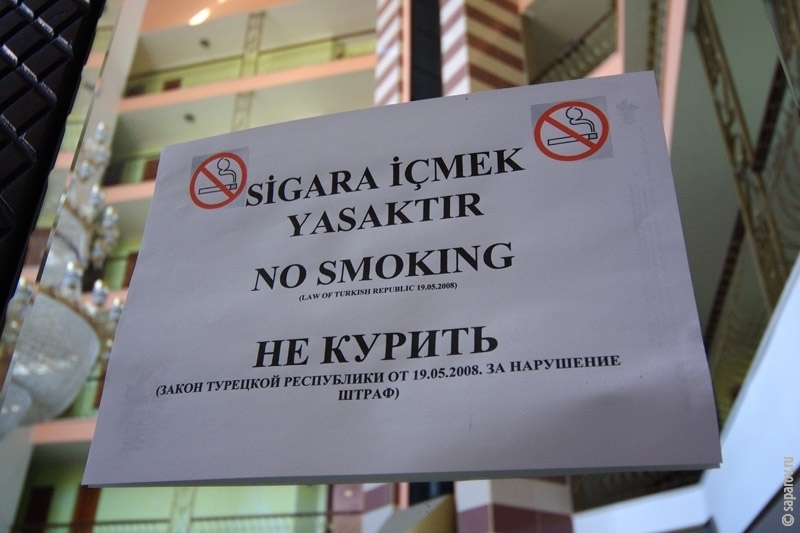 SİGARA İÇMEK
YASAKTIR
NO SMOKING
(LAW OF TURKISH REPUBLIC 19.05.2008)
НЕ КУРИТЬ
(ЗАКОН ТУРЕЦКОЙ РЕСПУБЛИКИ ОТ 19.05.2008. ЗА НАРУШЕНИЕ
ШТРАФ)
© saparov.ru